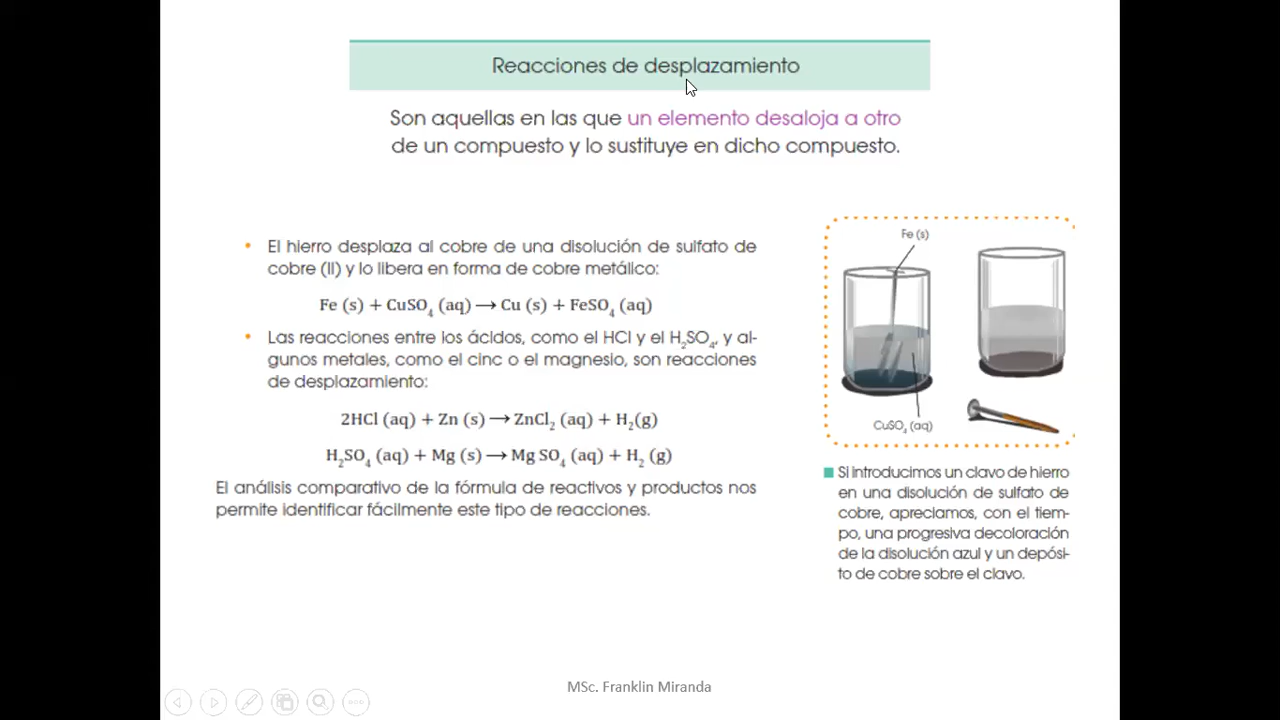 Reacciones de desplazamiento
Son aquellas en las que un elemento desaloja a otro
de un compuesto y lo sustituye en dicho compuesto.
• El hierro desplaza al cobre de una disolución de sulfato de
cobre (II) y lo libera en forma de cobre metálico:
Fe (s) + CuSO₄ (aq) → Cu (s) + FeSO₄ (aq)
• Las reacciones entre los ácidos, como el HCl y el H₂SO₄, y al-
gunos metales, como el cinc o el magnesio, son reacciones
de desplazamiento:
2HCl (aq) + Zn (s) → ZnCl₂ (aq) + H₂(g)
H₂SO₄ (aq) + Mg (s) → Mg SO₄ (aq) + H₂ (g)
El análisis comparativo de la fórmula de reactivos y productos nos
permite identificar fácilmente este tipo de reacciones.
Fe (s)
CuSO₄ (aq)
Si introducimos un clavo de hierro
en una disolución de sulfato de
cobre, apreciamos, con el tiem-
po, una progresiva decoloración
de la disolución azul y un depósi-
to de cobre sobre el clavo.
MSc. Franklin Miranda